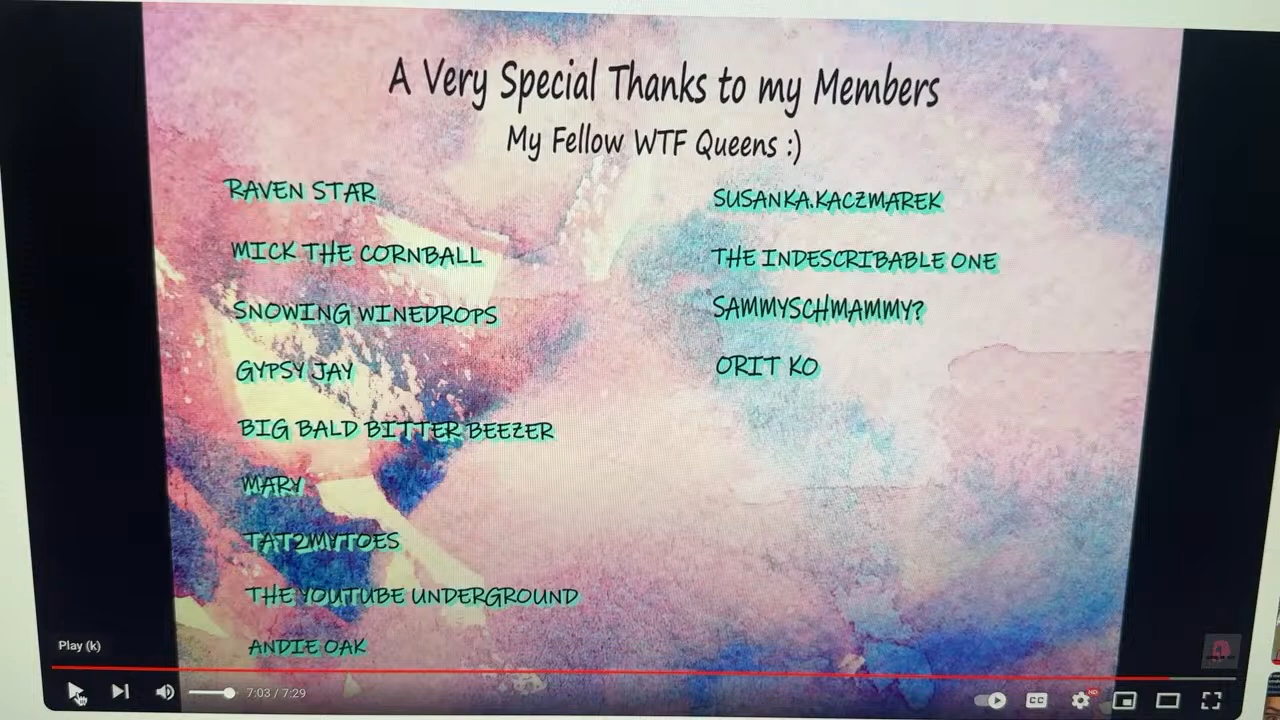 A Very Special Thanks to my Members
My Fellow WTF Queens :)
RAVEN STAR
MICK THE CORNBALL
SNOWING WINEDROPS
GYPSY JAY
BIG BALD BITTER BEEZER
MARY
TAT2MYTOES
THE YOUTUBE UNDERGROUND
ANDIE OAK
SUSANKA.KACZMAREK
THE INDESCRIBABLE ONE
SAMMYSCHMAMMY?
ORIT KO
Play (k)
7:03 / 7:29
CC
HD